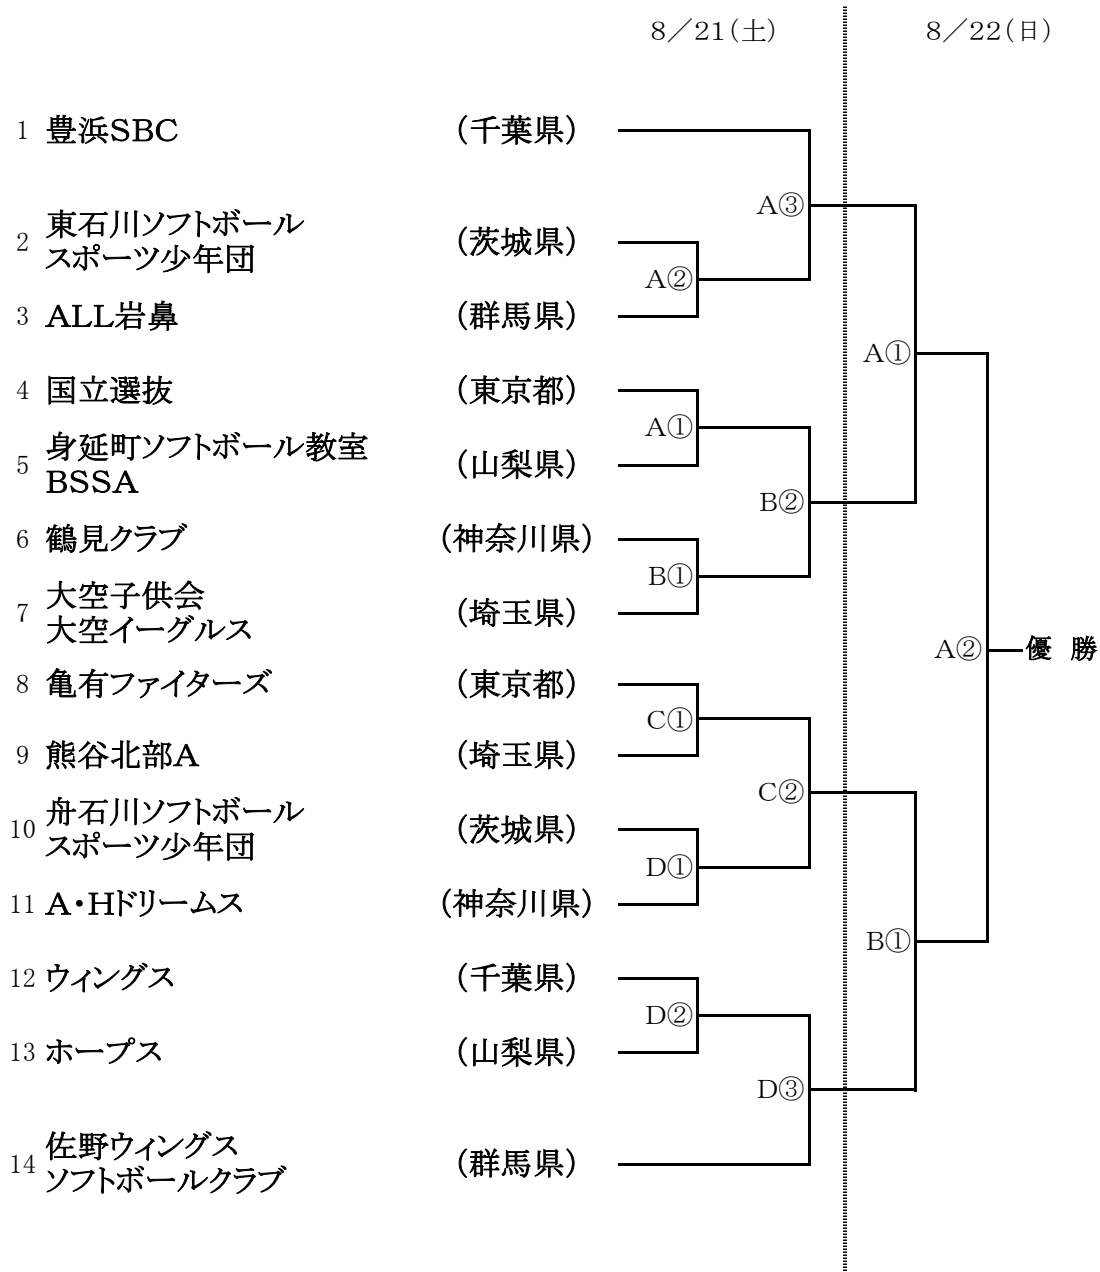 8／21（土） 8／22（日）
1 豊浜SBC （千葉県）
A③
東石川ソフトボール
2 （茨城県）
スポーツ少年団
A②
3 ALL岩鼻 （群馬県）
A①
4 国立選抜 （東京都）
A①
身延町ソフトボール教室
5 （山梨県）
BSSA
B②
6 鶴見クラブ （神奈川県）
B①
大空子供会
7 （埼玉県）
大空イーグルス
A② 優 勝
8 亀有ファイターズ （東京都）
C①
9 熊谷北部A （埼玉県）
C②
舟石川ソフトボール
10 （茨城県）
スポーツ少年団
D①
11 A・Hドリームス （神奈川県）
B①
12 ウィングス （千葉県）
D②
13 ホープス （山梨県）
D③
佐野ウィングス
14 （群馬県）
ソフトボールクラブ